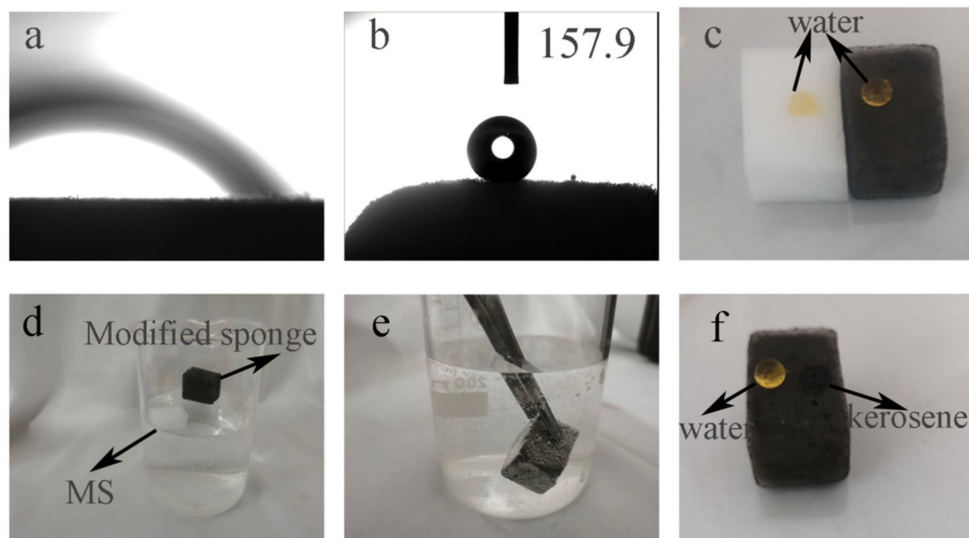 a
b
157.9
c
water
d
Modified sponge
MS
e
200
f
water
kerosene